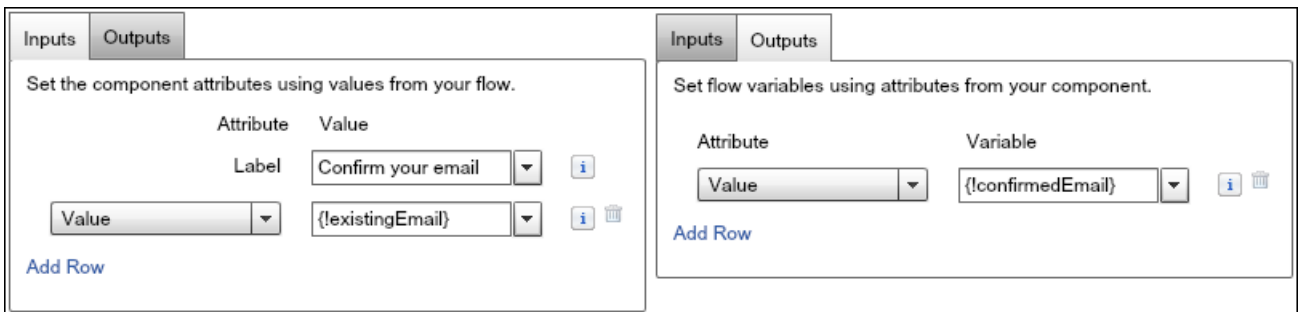 Inputs Outputs
Set the component attributes using values from your flow.
Attribute Value
Label Confirm your email
Value {!existingEmail}
Add Row
Inputs Outputs
Set flow variables using attributes from your component.
Attribute Variable
Value {!confirmedEmail}
Add Row